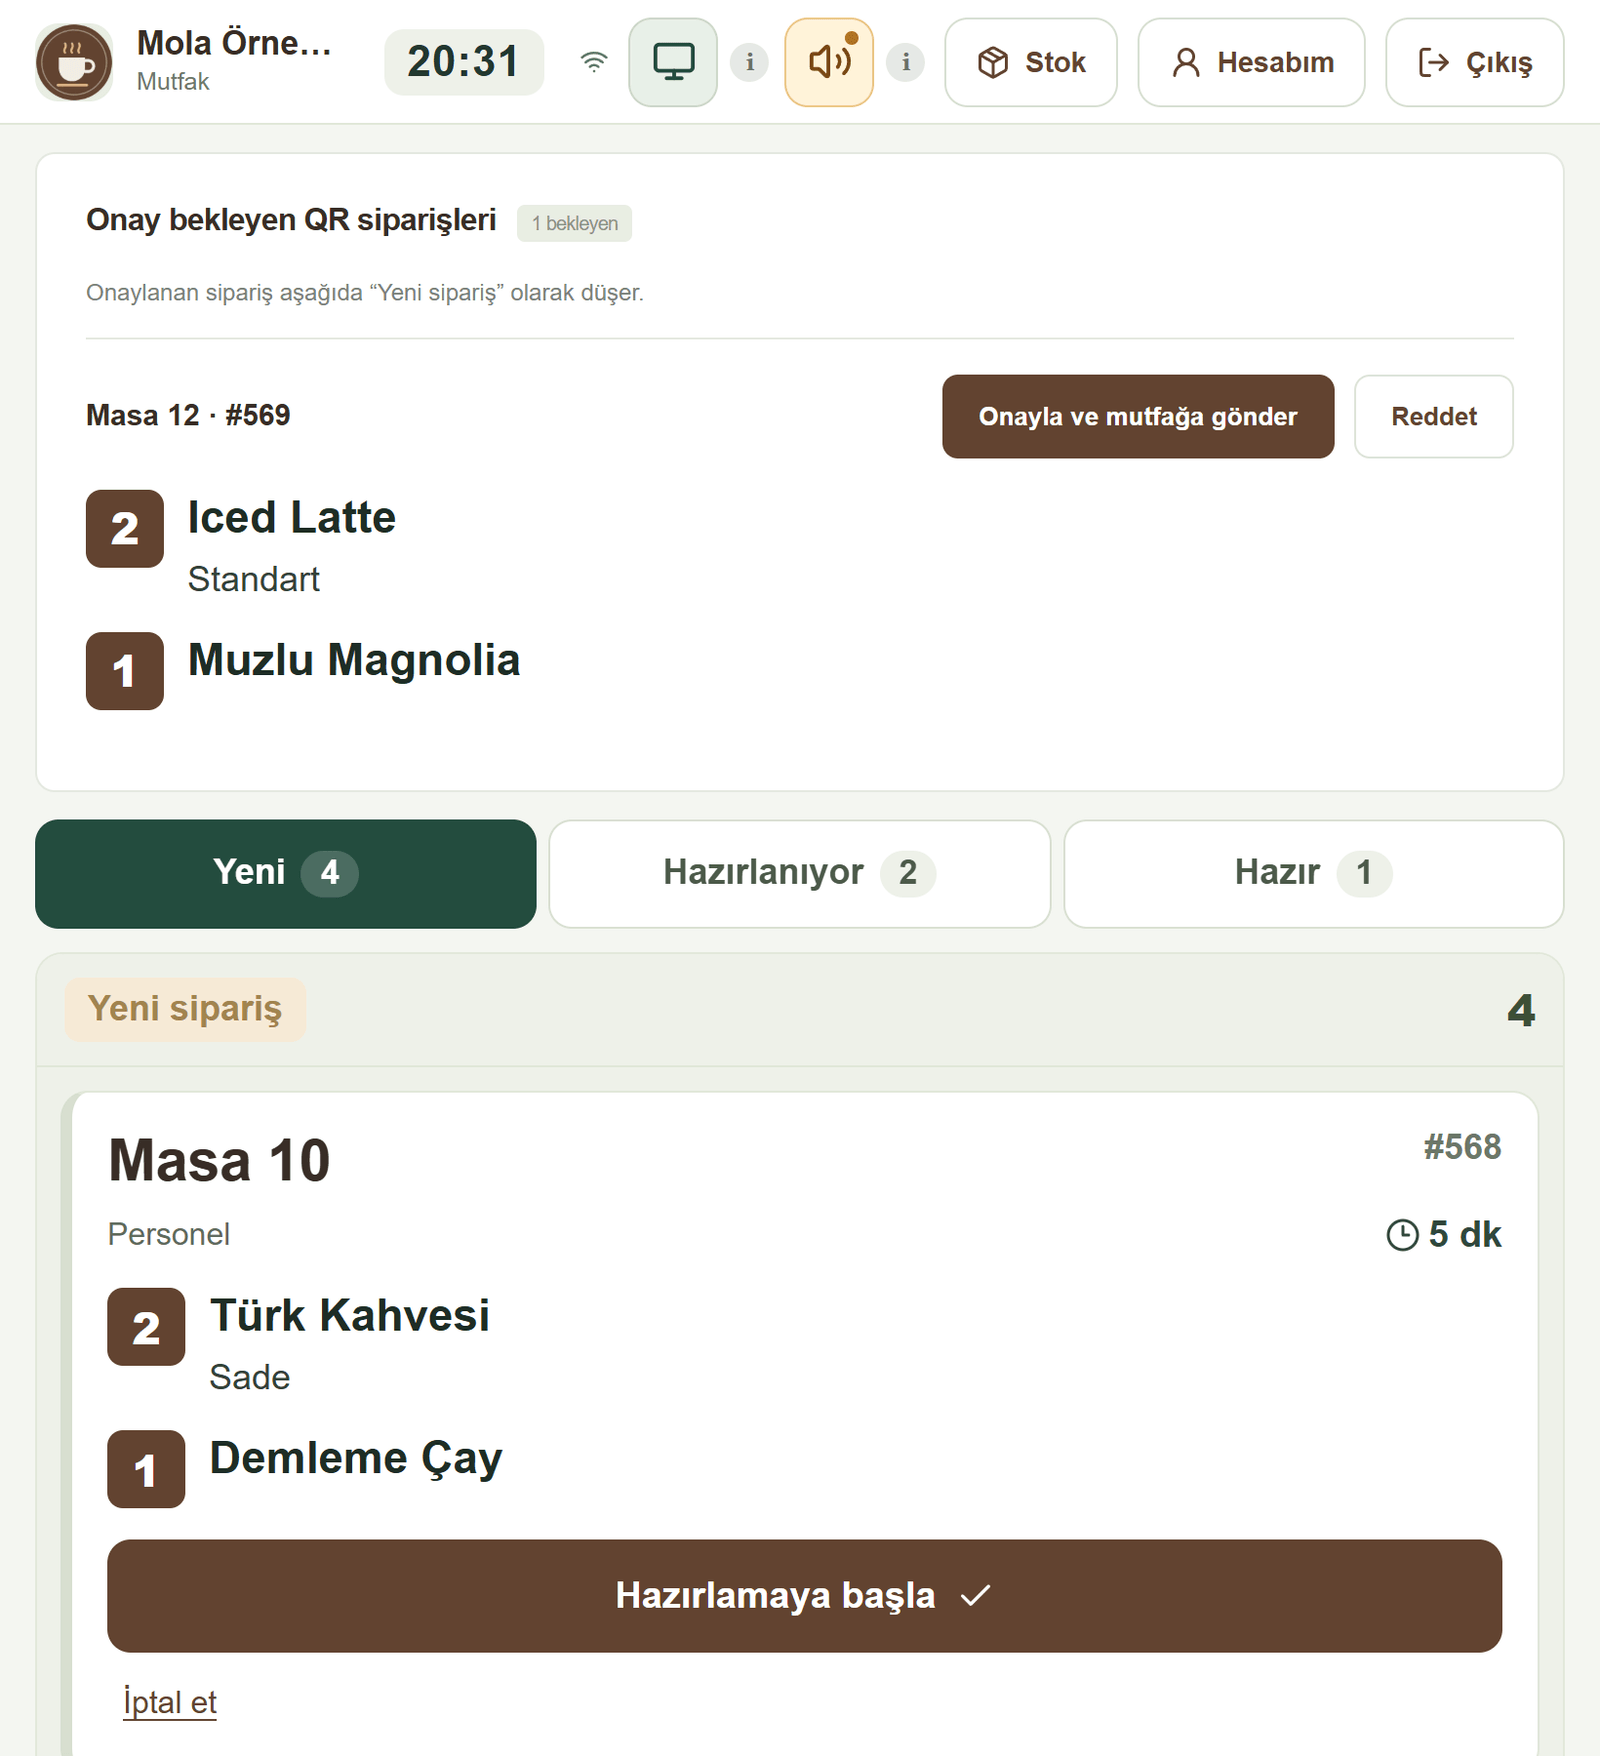 Mola Örne...
Mutfak
20:31
i
i
Stok
Hesabım
Çıkış
Onay bekleyen QR siparişleri
1 bekleyen
Onaylanan sipariş aşağıda “Yeni sipariş” olarak düşer.
Masa 12 · #569
Onayla ve mutfağa gönder
Reddet
2 Iced Latte
Standart
1 Muzlu Magnolia
Yeni 4
Hazırlanıyor 2
Hazır 1
Yeni sipariş
4
Masa 10
#568
Personel
5 dk
2 Türk Kahvesi
Sade
1 Demleme Çay
Hazırlamaya başla
İptal et